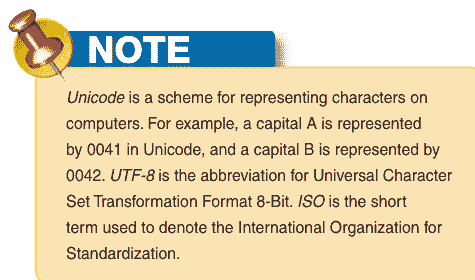 NOTE
Unicode is a scheme for representing characters on
computers. For example, a capital A is represented
by 0041 in Unicode, and a capital B is represented by
0042. UTF-8 is the abbreviation for Universal Character
Set Transformation Format 8-Bit. ISO is the short
term used to denote the International Organization for
Standardization.